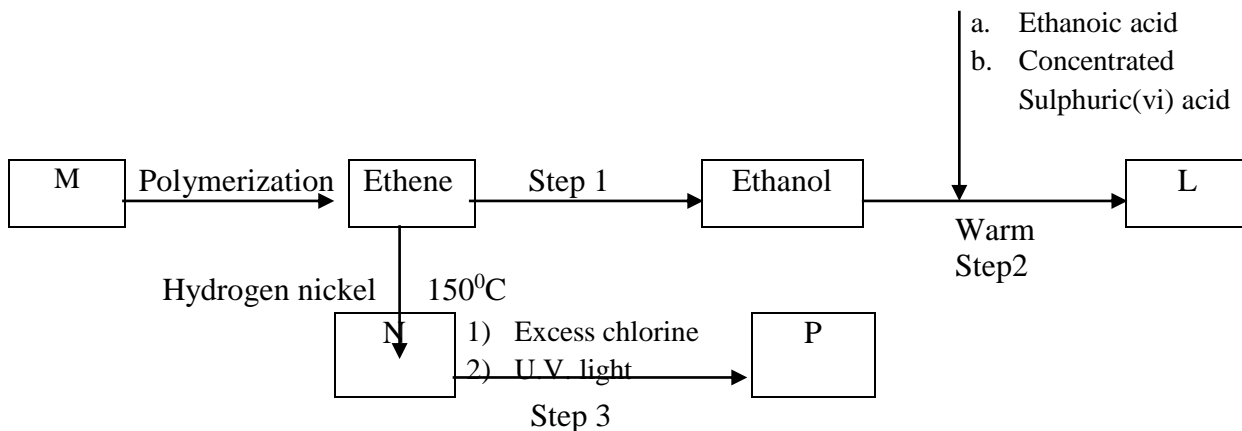 a. Ethanoic acid
b. Concentrated
Sulphuric(vi) acid
M
Polymerization
Ethene
Step 1
Ethanol
L
Warm
Step2
Hydrogen nickel
150⁰C
N
1) Excess chlorine
2) U.V. light
P
Step 3